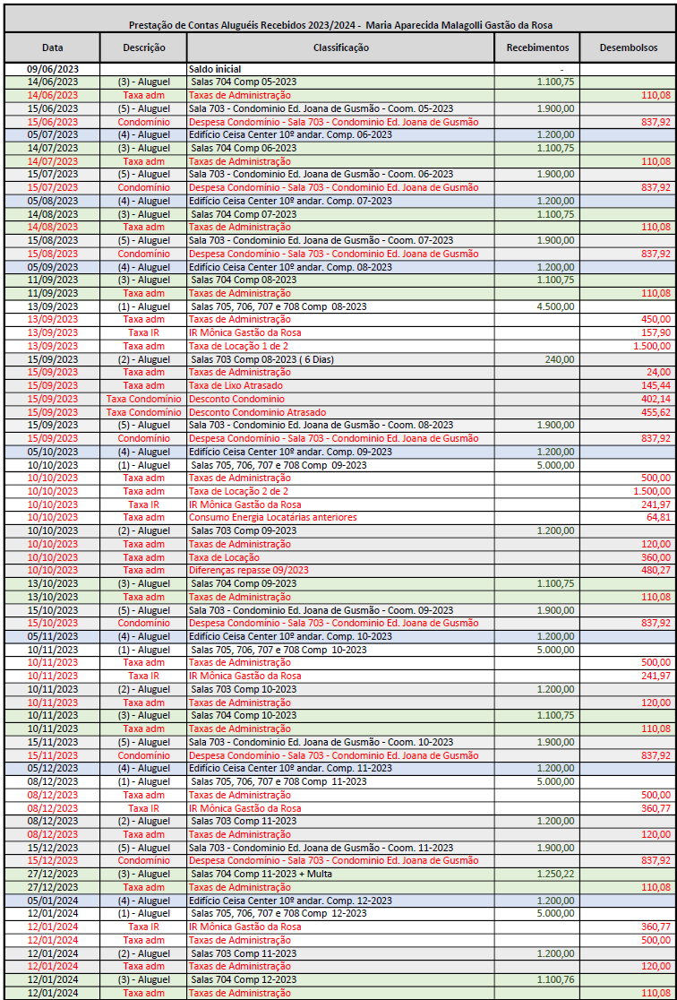 Prestação de Contas Aluguéis Recebidos 2023/2024 - Maria Aparecida Malagolli Gastão da Rosa
Data Descrição Classificação Recebimentos Desembolsos
09/06/2023 Saldo inicial -
14/06/2023 (3) - Aluguel Salas 704 Comp 05-2023 1.100,75
14/06/2023 Taxa adm Taxas de Administração 110,08
15/06/2023 (5) - Aluguel Sala 703 - Condominio Ed. Joana de Gusmão - Coom. 05-2023 1.900,00
15/06/2023 Condomínio Despesa Condomínio - Sala 703 - Condominio Ed. Joana de Gusmão 837,92
05/07/2023 (4) - Aluguel Edifício Ceisa Center 10º andar. Comp. 06-2023 1.200,00
14/07/2023 (3) - Aluguel Salas 704 Comp 06-2023 1.100,75
14/07/2023 Taxa adm Taxas de Administração 110,08
15/07/2023 (5) - Aluguel Sala 703 - Condominio Ed. Joana de Gusmão - Coom. 06-2023 1.900,00
15/07/2023 Condomínio Despesa Condomínio - Sala 703 - Condominio Ed. Joana de Gusmão 837,92
05/08/2023 (4) - Aluguel Edifício Ceisa Center 10º andar. Comp. 07-2023 1.200,00
14/08/2023 (3) - Aluguel Salas 704 Comp 07-2023 1.100,75
14/08/2023 Taxa adm Taxas de Administração 110,08
15/08/2023 (5) - Aluguel Sala 703 - Condominio Ed. Joana de Gusmão - Coom. 07-2023 1.900,00
15/08/2023 Condomínio Despesa Condomínio - Sala 703 - Condominio Ed. Joana de Gusmão 837,92
05/09/2023 (4) - Aluguel Edifício Ceisa Center 10º andar. Comp. 08-2023 1.200,00
11/09/2023 (3) - Aluguel Salas 704 Comp 08-2023 1.100,75
11/09/2023 Taxa adm Taxas de Administração 110,08
13/09/2023 (1) - Aluguel Salas 705, 706, 707 e 708 Comp 08-2023 4.500,00
13/09/2023 Taxa adm Taxas de Administração 450,00
13/09/2023 Taxa IR IR Mônica Gastão da Rosa 157,90
13/09/2023 Taxa adm Taxa de Locação 1 de 2 1.500,00
15/09/2023 (2) - Aluguel Salas 703 Comp 08-2023 ( 6 Dias) 240,00
15/09/2023 Taxa adm Taxas de Administração 24,00
15/09/2023 Taxa adm Taxa de Lixo Atrasado 145,44
15/09/2023 Taxa Condomínio Desconto Condominio 402,14
15/09/2023 Taxa Condomínio Desconto Condominio Atrasado 455,62
15/09/2023 (5) - Aluguel Sala 703 - Condominio Ed. Joana de Gusmão - Coom. 08-2023 1.900,00
15/09/2023 Condomínio Despesa Condomínio - Sala 703 - Condominio Ed. Joana de Gusmão 837,92
05/10/2023 (4) - Aluguel Edifício Ceisa Center 10º andar. Comp. 09-2023 1.200,00
10/10/2023 (1) - Aluguel Salas 705, 706, 707 e 708 Comp 09-2023 5.000,00
10/10/2023 Taxa adm Taxas de Administração 500,00
10/10/2023 Taxa adm Taxa de Locação 2 de 2 1.500,00
10/10/2023 Taxa IR IR Mônica Gastão da Rosa 241,97
10/10/2023 Taxa adm Consumo Energia Locatárias anteriores 64,81
10/10/2023 (2) - Aluguel Salas 703 Comp 09-2023 1.200,00
10/10/2023 Taxa adm Taxas de Administração 120,00
10/10/2023 Taxa adm Taxa de Locação 360,00
10/10/2023 Taxa adm Diferenças repasse 09/2023 480,27
13/10/2023 (3) - Aluguel Salas 704 Comp 09-2023 1.100,75
13/10/2023 Taxa adm Taxas de Administração 110,08
15/10/2023 (5) - Aluguel Sala 703 - Condominio Ed. Joana de Gusmão - Coom. 09-2023 1.900,00
15/10/2023 Condomínio Despesa Condomínio - Sala 703 - Condominio Ed. Joana de Gusmão 837,92
05/11/2023 (4) - Aluguel Edifício Ceisa Center 10º andar. Comp. 10-2023 1.200,00
10/11/2023 (1) - Aluguel Salas 705, 706, 707 e 708 Comp 10-2023 5.000,00
10/11/2023 Taxa adm Taxas de Administração 500,00
10/11/2023 Taxa IR IR Mônica Gastão da Rosa 241,97
10/11/2023 (2) - Aluguel Salas 703 Comp 10-2023 1.200,00
10/11/2023 Taxa adm Taxas de Administração 120,00
10/11/2023 (3) - Aluguel Salas 704 Comp 10-2023 1.100,75
10/11/2023 Taxa adm Taxas de Administração 110,08
15/11/2023 (5) - Aluguel Sala 703 - Condominio Ed. Joana de Gusmão - Coom. 10-2023 1.900,00
15/11/2023 Condomínio Despesa Condomínio - Sala 703 - Condominio Ed. Joana de Gusmão 837,92
05/12/2023 (4) - Aluguel Edifício Ceisa Center 10º andar. Comp. 11-2023 1.200,00
08/12/2023 (1) - Aluguel Salas 705, 706, 707 e 708 Comp 11-2023 5.000,00
08/12/2023 Taxa adm Taxas de Administração 500,00
08/12/2023 Taxa IR IR Mônica Gastão da Rosa 360,77
08/12/2023 (2) - Aluguel Salas 703 Comp 11-2023 1.200,00
08/12/2023 Taxa adm Taxas de Administração 120,00
15/12/2023 (5) - Aluguel Sala 703 - Condominio Ed. Joana de Gusmão - Coom. 11-2023 1.900,00
15/12/2023 Condomínio Despesa Condomínio - Sala 703 - Condominio Ed. Joana de Gusmão 837,92
27/12/2023 (3) - Aluguel Salas 704 Comp 11-2023 + Multa 1.250,22
27/12/2023 Taxa adm Taxas de Administração 110,08
05/01/2024 (4) - Aluguel Edifício Ceisa Center 10º andar. Comp. 12-2023 1.200,00
12/01/2024 (1) - Aluguel Salas 705, 706, 707 e 708 Comp 12-2023 5.000,00
12/01/2024 Taxa IR IR Mônica Gastão da Rosa 360,77
12/01/2024 Taxa adm Taxas de Administração 500,00
12/01/2024 (2) - Aluguel Salas 703 Comp 11-2023 1.200,00
12/01/2024 Taxa adm Taxas de Administração 120,00
12/01/2024 (3) - Aluguel Salas 704 Comp 12-2023 1.100,76
12/01/2024 Taxa adm Taxas de Administração 110,08